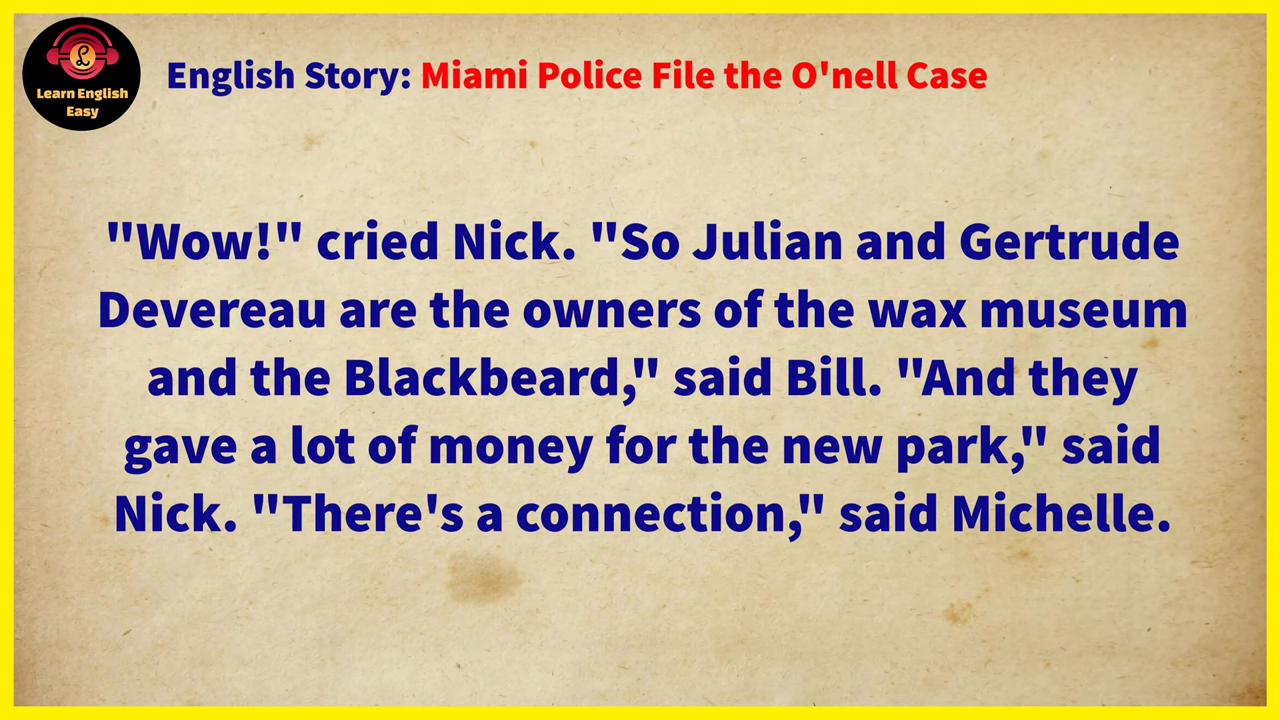 Learn English
Easy
English Story: Miami Police File the O'nell Case
"Wow!" cried Nick. "So Julian and Gertrude
Devereau are the owners of the wax museum
and the Blackbeard," said Bill. "And they
gave a lot of money for the new park," said
Nick. "There's a connection," said Michelle.